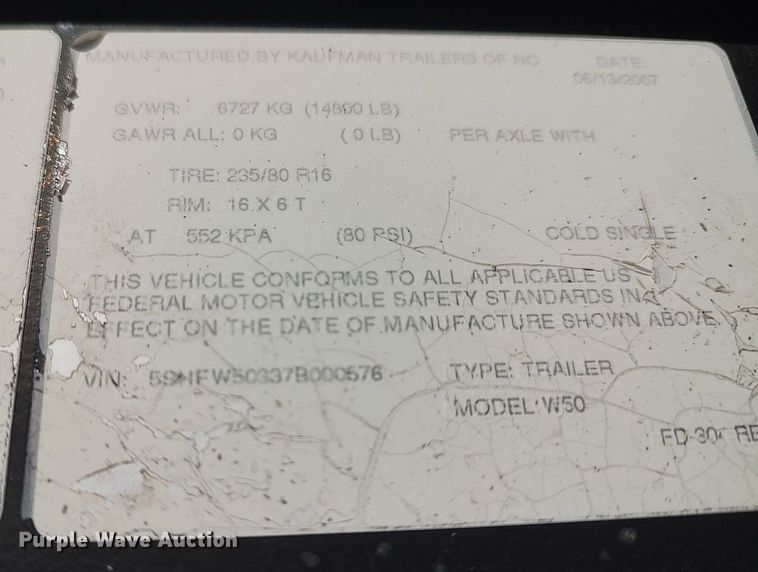 MANUFACTURED BY KAUFMAN TRAILERS OF NC DATE:
06/13/2007
GVWR: 6727 KG (14800 LB)
GAWR ALL: 0 KG ( 0 LB) PER AXLE WITH
TIRE: 235/80 R16
RIM: 16 X 6 T
AT 552 KPA (80 PSI) COLD SINGLE
THIS VEHICLE CONFORMS TO ALL APPLICABLE US
FEDERAL MOTOR VEHICLE SAFETY STANDARDS IN
EFFECT ON THE DATE OF MANUFACTURE SHOWN ABOVE
VIN: TYPE: TRAILER
MODEL: W50
FD-30
Purple Wave Auction